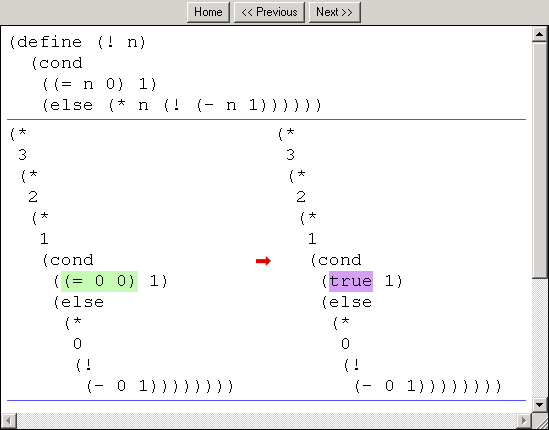 Home << Previous Next >>
(define (! n)
(cond
((= n 0) 1)
(else (* n (! (- n 1))))))
(*
3
(*
2
(*
1
(cond
((= 0 0) 1)
(else
(*
0
(!
(- 0 1))))))))
(*
3
(*
2
(*
1
(cond
(true 1)
(else
(*
0
(!
(- 0 1))))))))